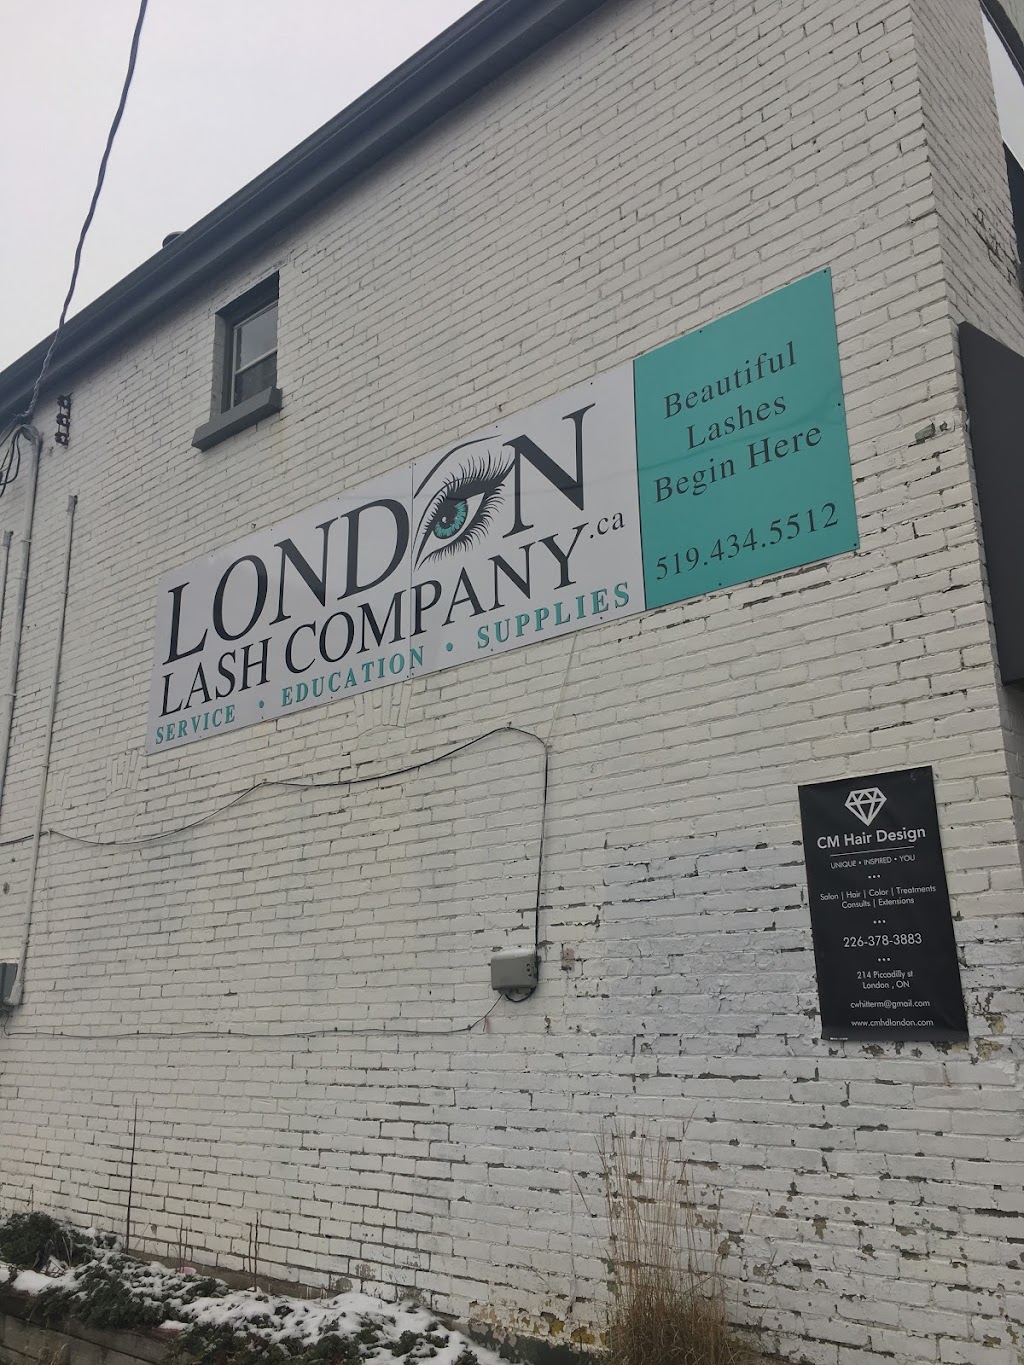 LONDON
LASH COMPANY.ca
SERVICE • EDUCATION • SUPPLIES
Beautiful
Lashes
Begin Here
519.434.5512
CM Hair Design
UNIQUE • INSPIRED • YOU
Salon | Hair | Color | Treatments
Consults | Extensions
226-378-3883
214 Piccadilly st
London , ON
cwhitterm@gmail.com
www.cmhdlondon.com